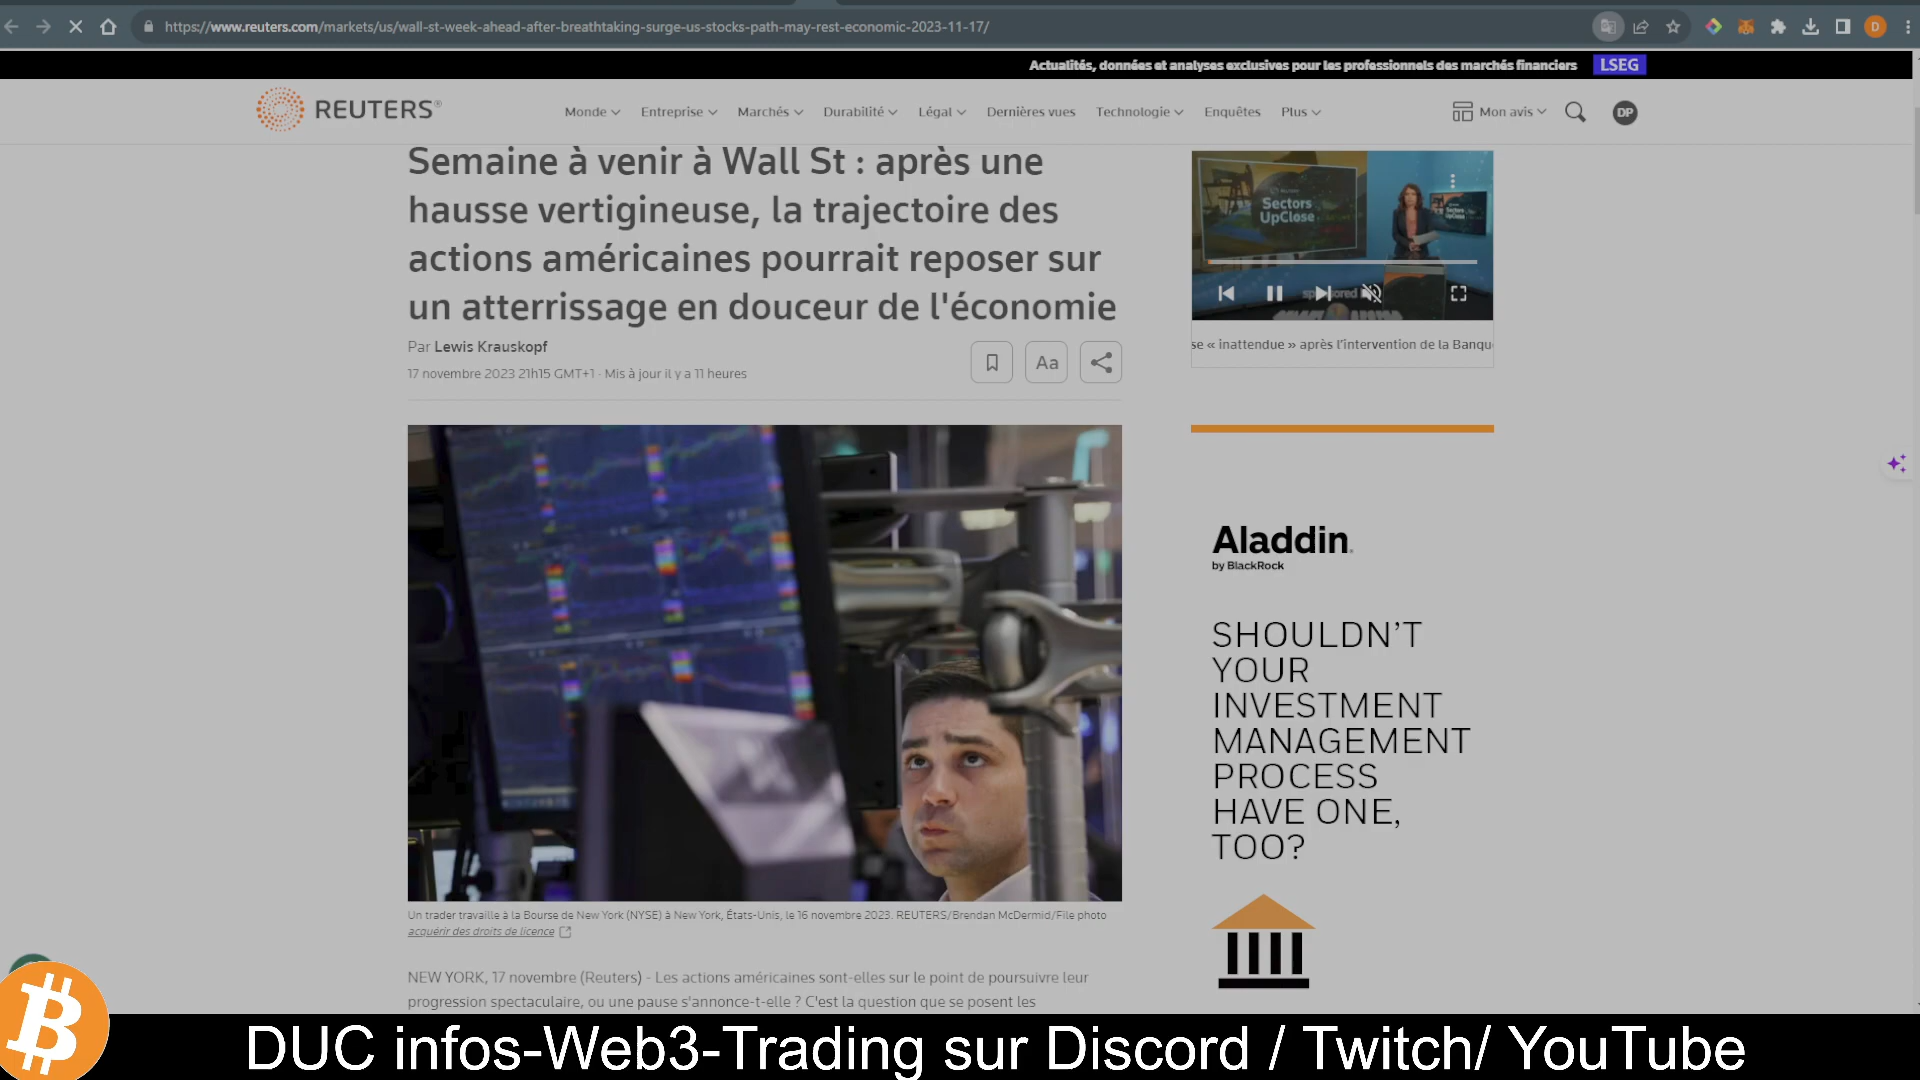 https://www.reuters.com/markets/us/wall-st-week-ahead-after-breathtaking-surge-us-stocks-path-may-rest-economic-2023-11-17/
D
Actualités, données et analyses exclusives pour les professionnels des marchés financiers LSEG
REUTERS®
Monde Entreprise Marchés Durabilité Légal Dernières vues Technologie Enquêtes Plus Mon avis DP
Semaine à venir à Wall St : après une
hausse vertigineuse, la trajectoire des
actions américaines pourrait reposer sur
un atterrissage en douceur de l'économie
Par Lewis Krauskopf
17 novembre 2023 21h15 GMT+1 · Mis à jour il y a 11 heures
Aa
Sectors
UpClose
se « inattendue » après l'intervention de la Banqu
Aladdin.
by BlackRock
SHOULDN'T
YOUR
INVESTMENT
MANAGEMENT
PROCESS
HAVE ONE,
TOO?
Un trader travaille à la Bourse de New York (NYSE) à New York, États-Unis, le 16 novembre 2023. REUTERS/Brendan McDermid/File photo
acquérir des droits de licence
NEW YORK, 17 novembre (Reuters) - Les actions américaines sont-elles sur le point de poursuivre leur
progression spectaculaire, ou une pause s'annonce-t-elle ? C'est la question que se posent les
DUC infos-Web3-Trading sur Discord / Twitch/ YouTube